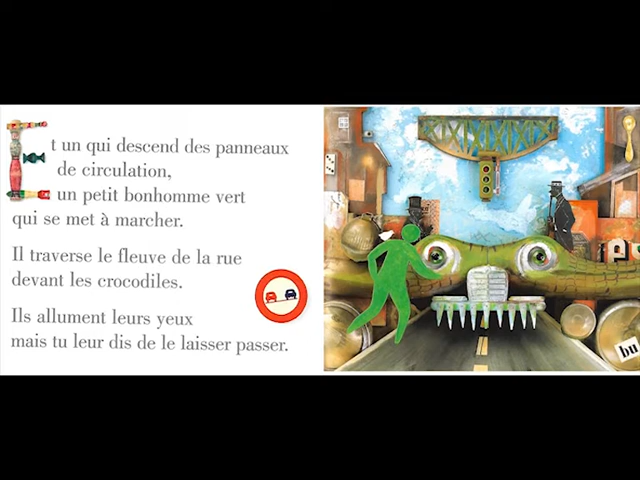 Et un qui descend des panneaux
de circulation,
un petit bonhomme vert
qui se met à marcher.
Il traverse le fleuve de la rue
devant les crocodiles.
Ils allument leurs yeux
mais tu leur dis de le laisser passer.
bu